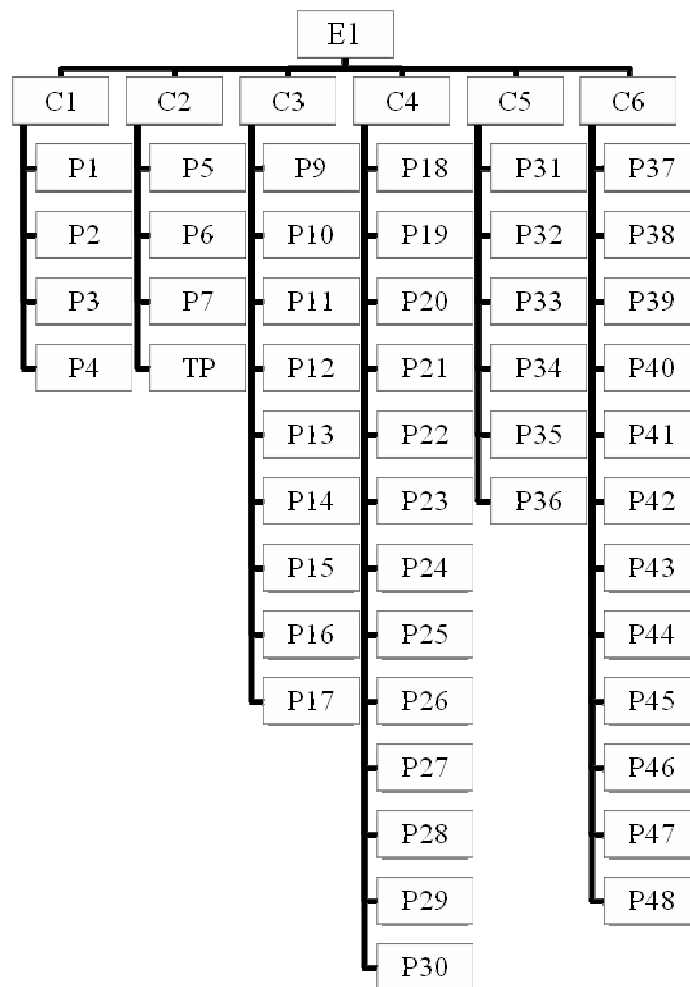 E1
C1 C2 C3 C4 C5 C6
P1 P5 P9 P18 P31 P37
P2 P6 P10 P19 P32 P38
P3 P7 P11 P20 P33 P39
P4 TP P12 P21 P34 P40
P13 P22 P35 P41
P14 P23 P36 P42
P15 P24 P43
P16 P25 P44
P17 P26 P45
P27 P46
P28 P47
P29 P48
P30